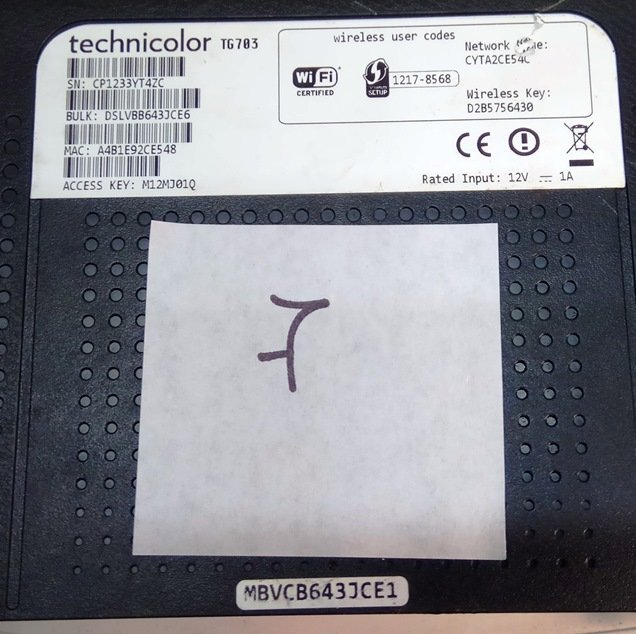 technicolor TG703
SN: CP1233YT4ZC
BULK: DSLVBB643JCE6
MAC: A4B1E92CE548
ACCESS KEY: M12MJ01Q
wireless user codes
WiFi
CERTIFIED
SETUP
1217-8568
Network
CYTA2CE54C
Wireless Key:
D2B5756430
CE
Rated Input: 12V ⎓ 1A
7
MBVCB643JCE1